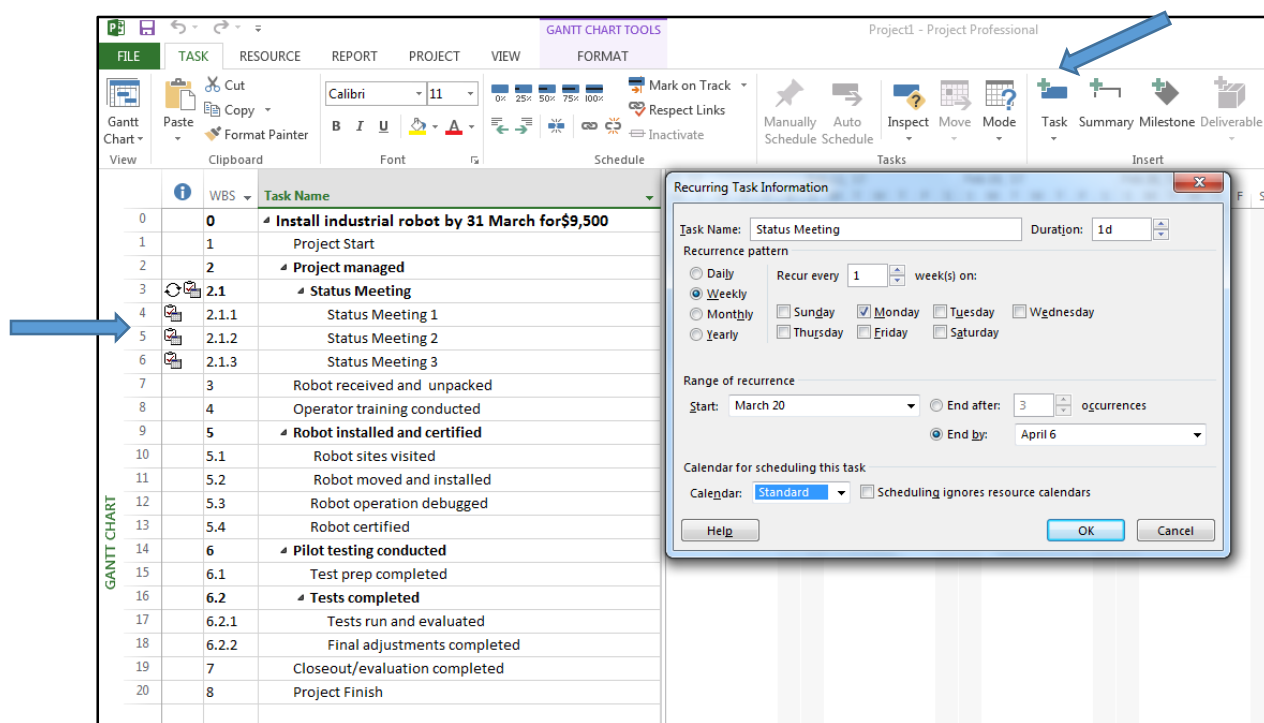 GANTT CHART TOOLS
Project1 - Project Professional
FILE TASK RESOURCE REPORT PROJECT VIEW FORMAT
Gantt Chart
View
Paste
Cut
Copy
Format Painter
Clipboard
Calibri 11
B I U A
Font
0% 25% 50% 75% 100%
Mark on Track
Respect Links
Inactivate
Schedule
Manually Schedule
Auto Schedule
Inspect
Move
Mode
Tasks
Task
Summary
Milestone
Deliverable
Insert
WBS Task Name
0 0 Install industrial robot by 31 March for$9,500
1 1 Project Start
2 2 Project managed
3 2.1 Status Meeting
4 2.1.1 Status Meeting 1
5 2.1.2 Status Meeting 2
6 2.1.3 Status Meeting 3
7 3 Robot received and unpacked
8 4 Operator training conducted
9 5 Robot installed and certified
10 5.1 Robot sites visited
11 5.2 Robot moved and installed
12 5.3 Robot operation debugged
13 5.4 Robot certified
14 6 Pilot testing conducted
15 6.1 Test prep completed
16 6.2 Tests completed
17 6.2.1 Tests run and evaluated
18 6.2.2 Final adjustments completed
19 7 Closeout/evaluation completed
20 8 Project Finish
GANTT CHART
F S
Recurring Task Information
Task Name: Status Meeting Duration: 1d
Recurrence pattern
Daily
Weekly
Monthly
Yearly
Recur every 1 week(s) on:
Sunday Monday Tuesday Wednesday
Thursday Friday Saturday
Range of recurrence
Start: March 20 End after: 3 occurrences
End by: April 6
Calendar for scheduling this task
Calendar: Standard Scheduling ignores resource calendars
Help OK Cancel